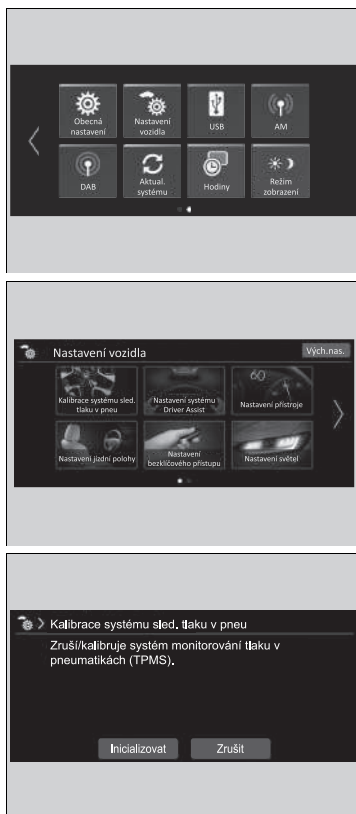 Obecná
nastavení
Nastavení
vozidla
USB
AM
DAB
Aktual.
systému
Hodiny
Režim
zobrazení
Nastavení vozidla
Vých.nas.
Kalibrace systému sled.
tlaku v pneu
Nastavení systému
Driver Assist
60
Nastavení přístroje
Nastavení jízdní polohy
Nastavení
bezklíčového přístupu
Nastavení světel
Kalibrace systému sled. tlaku v pneu
Zruší/kalibruje systém monitorování tlaku v
pneumatikách (TPMS).
Inicializovat
Zrušit